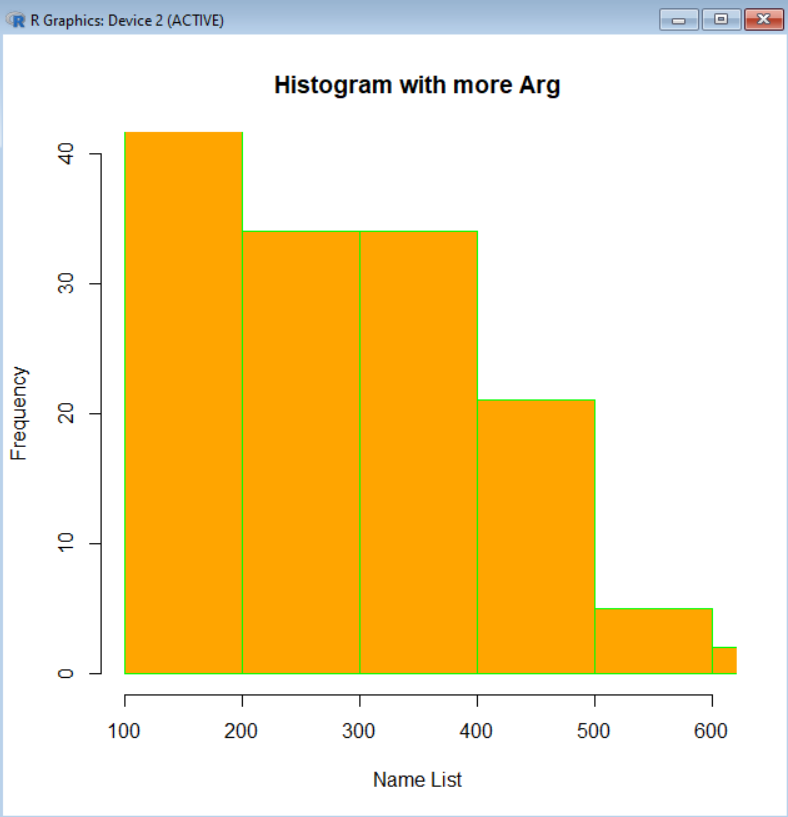 R Graphics: Device 2 (ACTIVE)
Histogram with more Arg
40
30
20
10
0
Frequency
100 200 300 400 500 600
Name List